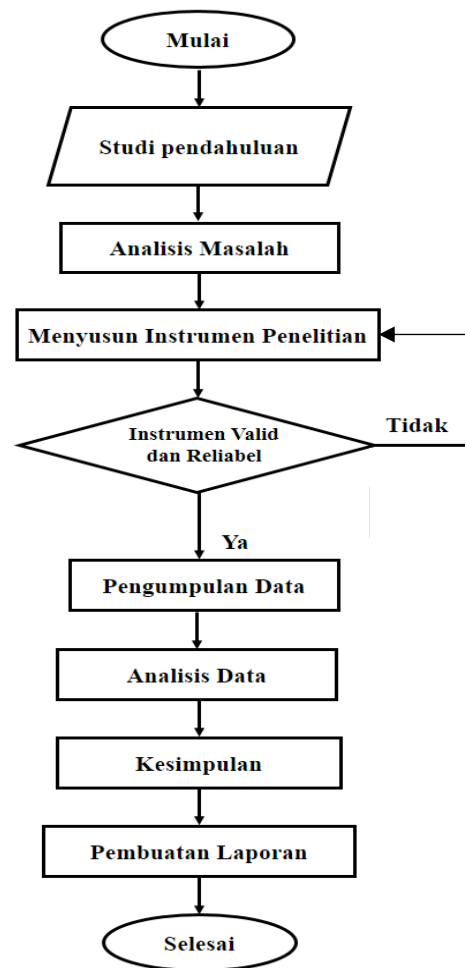 Mulai
Studi pendahuluan
Analisis Masalah
Menyusun Instrumen Penelitian
Instrumen Valid
dan Reliabel
Tidak
Ya
Pengumpulan Data
Analisis Data
Kesimpulan
Pembuatan Laporan
Selesai